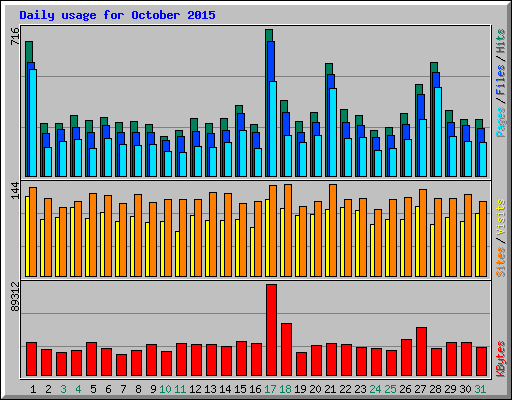 Daily usage for October 2015
716
Pages / Files / Hits
144
Sites / Visits
89312
KBytes
1 2 3 4 5 6 7 8 9 10 11 12 13 14 15 16 17 18 19 20 21 22 23 24 25 26 27 28 29 30 31